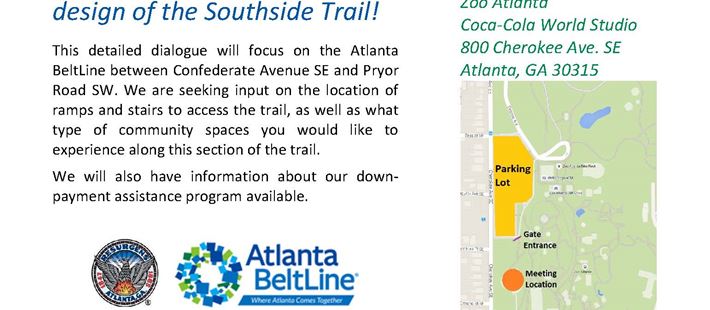 design of the Southside Trail!
This detailed dialogue will focus on the Atlanta
BeltLine between Confederate Avenue SE and Pryor
Road SW. We are seeking input on the location of
ramps and stairs to access the trail, as well as what
type of community spaces you would like to
experience along this section of the trail.
We will also have information about our down-
payment assistance program available.
RESURGENS
ATLANTA, GA.
Atlanta
BeltLine®
Where Atlanta Comes Together
Zoo Atlanta
Coca-Cola World Studio
800 Cherokee Ave. SE
Atlanta, GA 30315
Parking
Lot
Gate
Entrance
Meeting
Location